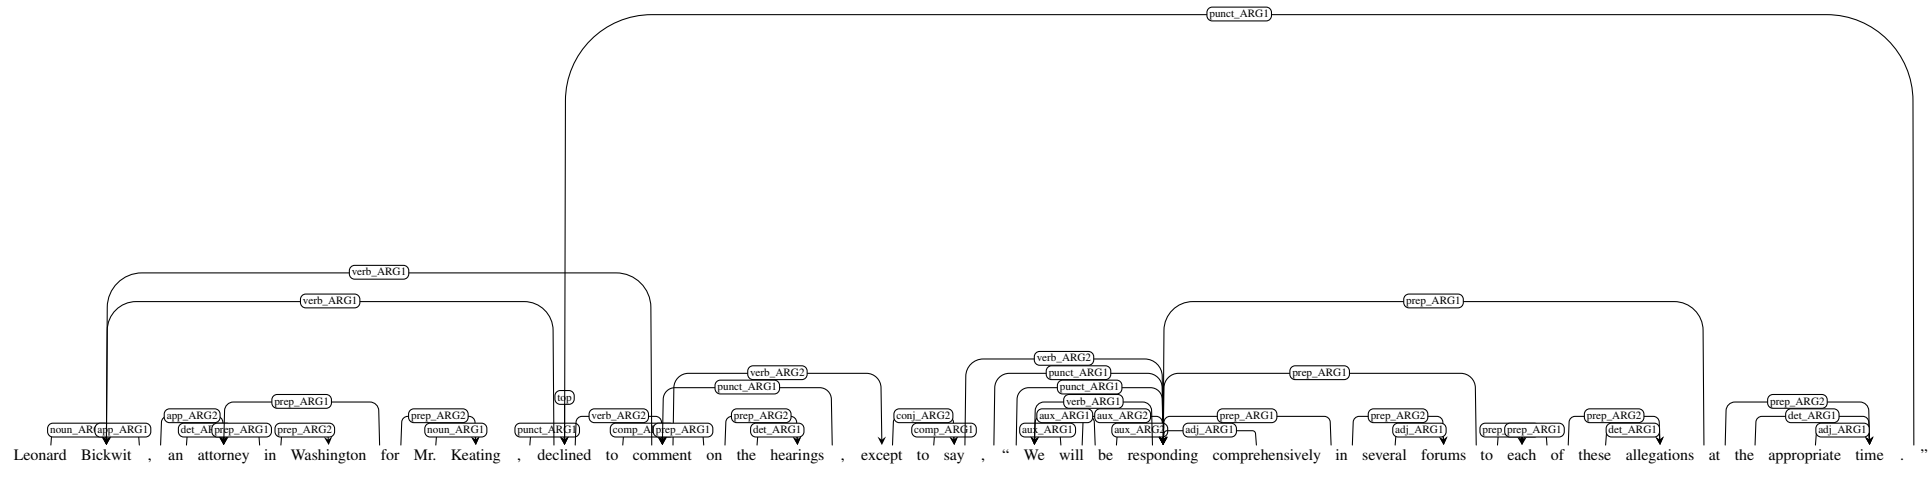 punct_ARG1
verb_ARG1
verb_ARG1 prep_ARG1
verb_ARG2
verb_ARG2 punct_ARG1 prep_ARG1
punct_ARG1 punct_ARG1
top
prep_ARG1 verb_ARG1 prep_ARG2
app_ARG2 prep_ARG2 verb_ARG2 prep_ARG2 conj_ARG2 aux_ARG1 aux_ARG2 prep_ARG1 prep_ARG2 prep_ARG2 det_ARG1
app_ARG1 prep_ARG1 prep_ARG2 noun_ARG1 punct_ARG1 prep_ARG1 det_ARG1 comp_ARG1 aux_ARG1 aux_ARG2 adj_ARG1 adj_ARG1 prep_ARG1 det_ARG1 adj_ARG1
Leonard Bickwit , an attorney in Washington for Mr. Keating , declined to comment on the hearings , except to say , “ We will be responding comprehensively in several forums to each of these allegations at the appropriate time . ”